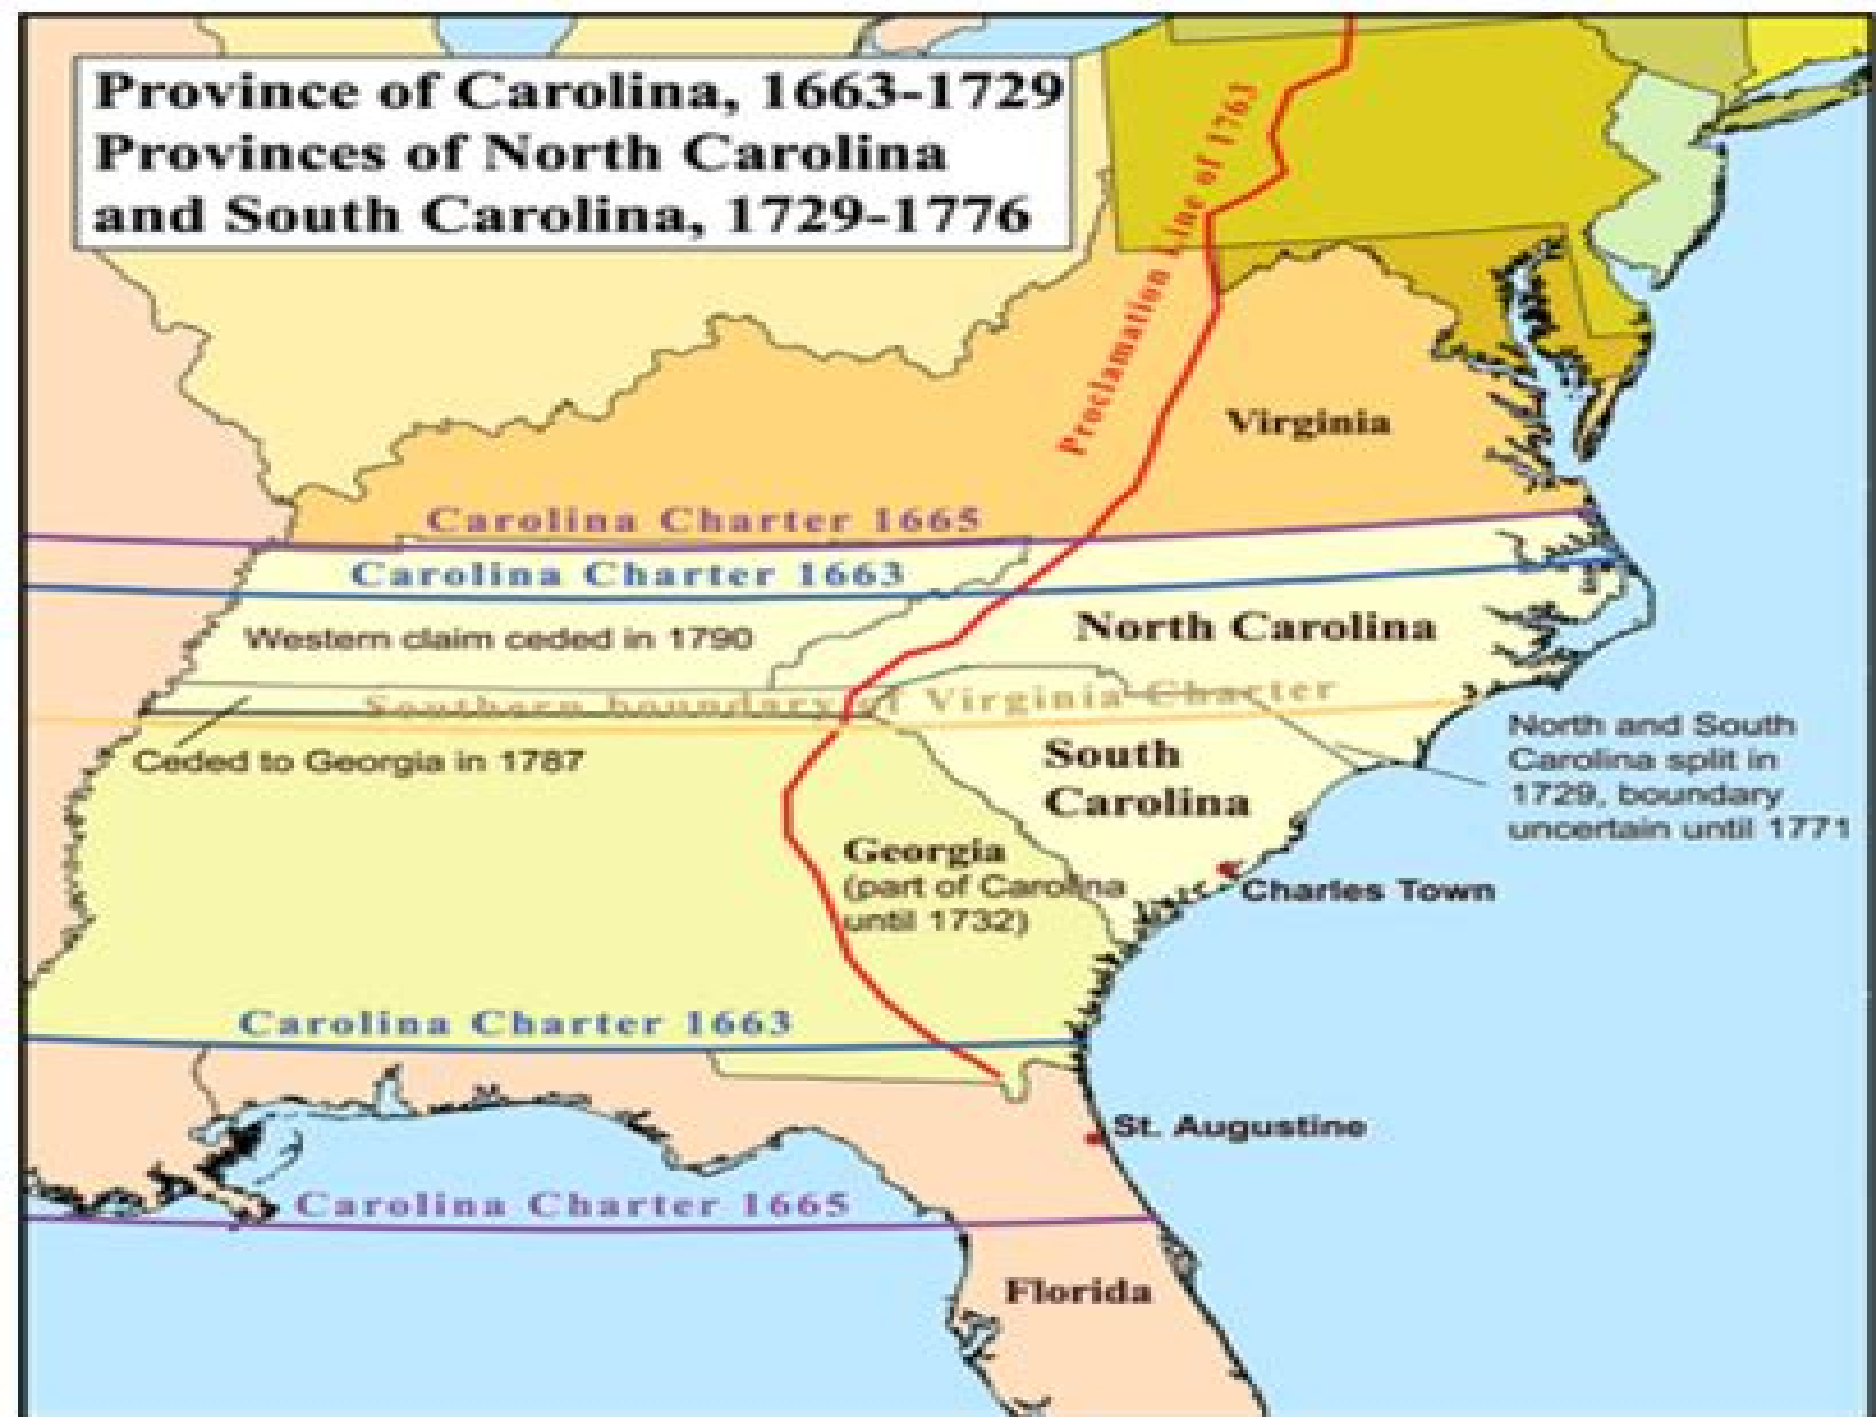 Province of Carolina, 1663-1729
Provinces of North Carolina
and South Carolina, 1729-1776
Proclamation Line of 1763
Virginia
Carolina Charter 1665
Carolina Charter 1663
Western claim ceded in 1790
North Carolina
Southern boundary of Virginia Charter
Ceded to Georgia in 1787
South
Carolina
North and South
Carolina split in
1729, boundary
uncertain until 1771
Georgia
(part of Carolina
until 1732)
Charles Town
Carolina Charter 1663
St. Augustine
Carolina Charter 1665
Florida